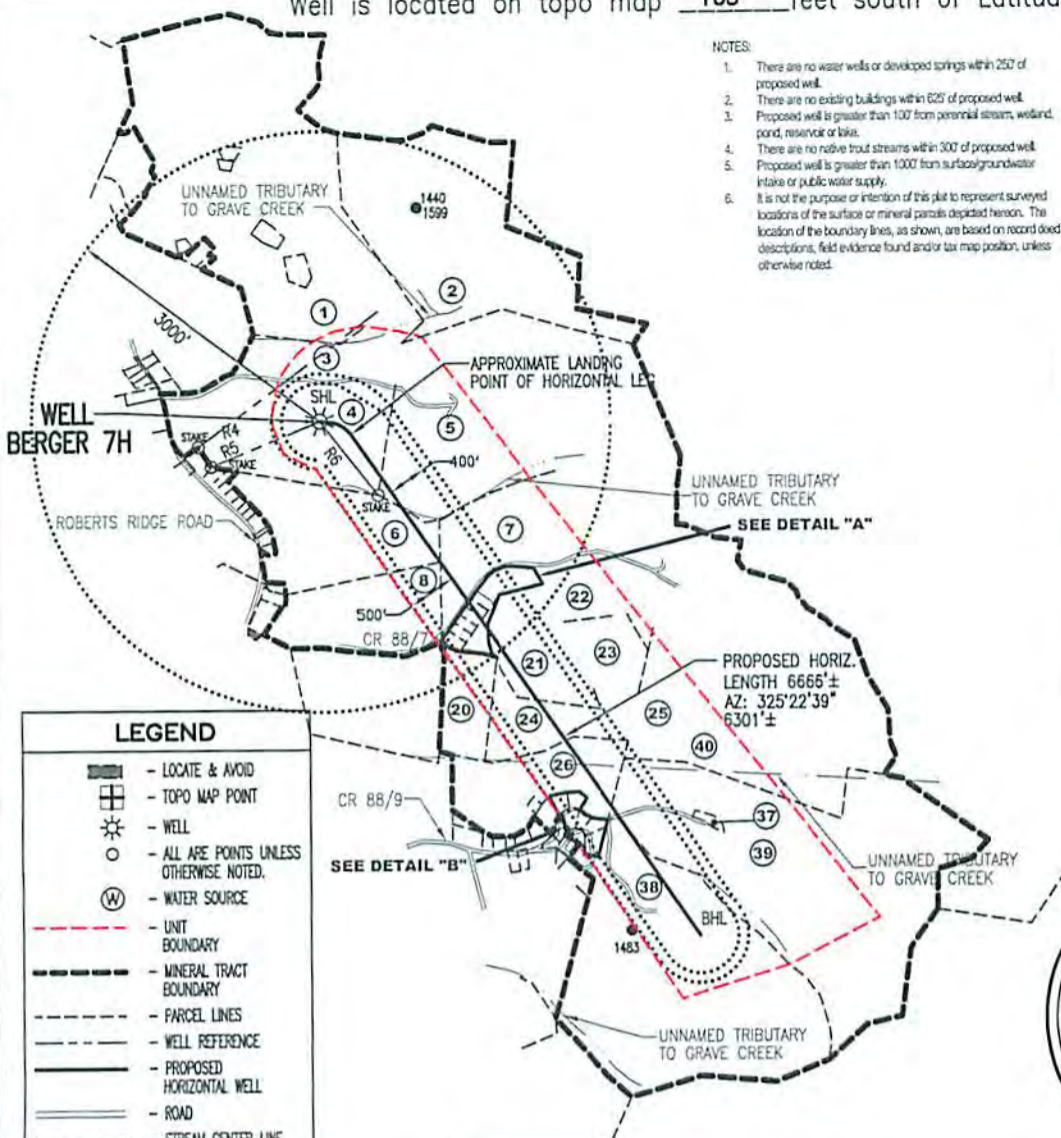 Well is located on topo map feet south of Latitud
NOTES:
1. There are no water wells or developed springs within 250' of
proposed well.
2. There are no existing buildings within 625' of proposed well.
3. Proposed well is greater than 100' from perennial stream, wetland,
pond, reservoir or lake.
4. There are no native trout streams within 300' of proposed well.
5. Proposed well is greater than 1000' from surface/groundwater
intake or public water supply.
6. It is not the purpose or intention of this plat to represent surveyed
locations of the surface or mineral parcels depicted hereon. The
location of the boundary lines, as shown, are based on record deed
descriptions, field evidence found and/or tax map position, unless
otherwise noted.
UNNAMED TRIBUTARY
TO GRAVE CREEK
1440
1599
1
2
3000'
3
APPROXIMATE LANDING
POINT OF HORIZONTAL LEG
SHL
4
5
WELL
BERGER 7H
STAKE
R4
R5
STAKE
R6
400'
STAKE
UNNAMED TRIBUTARY
TO GRAVE CREEK
ROBERTS RIDGE ROAD
6
7
SEE DETAIL "A"
8
500'
22
CR 88/7
21
23
PROPOSED HORIZ.
LENGTH 6666'±
AZ: 325°22'39"
6301'±
20
24
25
40
26
CR 88/9
37
39
SEE DETAIL "B"
UNNAMED TRIBUTARY
TO GRAVE CREEK
38
BHL
1483
UNNAMED TRIBUTARY
TO GRAVE CREEK
LEGEND
- LOCATE & AVOID
- TOPO MAP POINT
- WELL
- ALL ARE POINTS UNLESS
OTHERWISE NOTED.
W - WATER SOURCE
- UNIT
BOUNDARY
- MINERAL TRACT
BOUNDARY
- PARCEL LINES
- WELL REFERENCE
- PROPOSED
HORIZONTAL WELL
- ROAD
- STREAM CENTER LINE